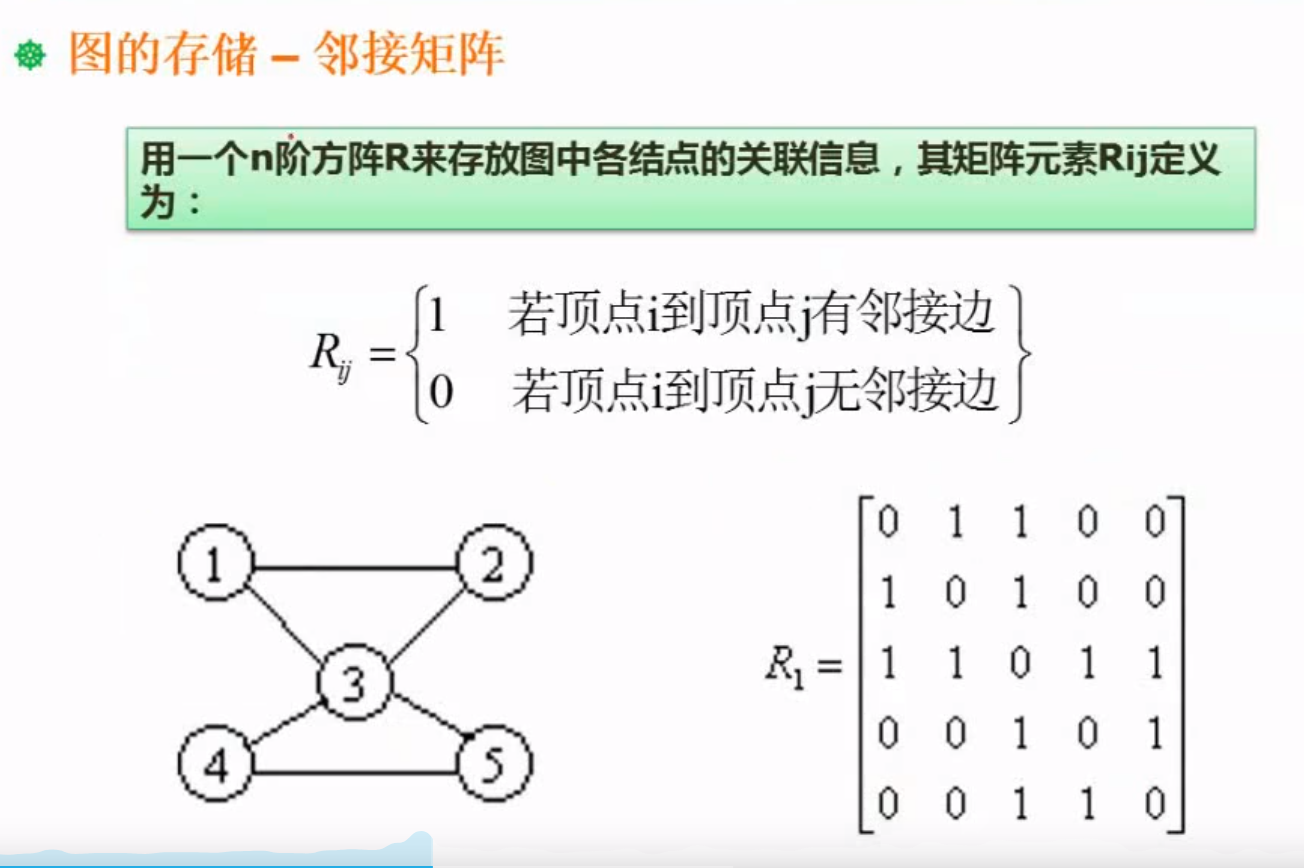 图的存储 – 邻接矩阵
用一个n阶方阵R来存放图中各结点的关联信息，其矩阵元素Rij定义
为：
1 若顶点i到顶点j有邻接边
Rij =
0 若顶点i到顶点j无邻接边
1 2
3
4 5
0 1 1 0 0
1 0 1 0 0
R1 = 1 1 0 1 1
0 0 1 0 1
0 0 1 1 0